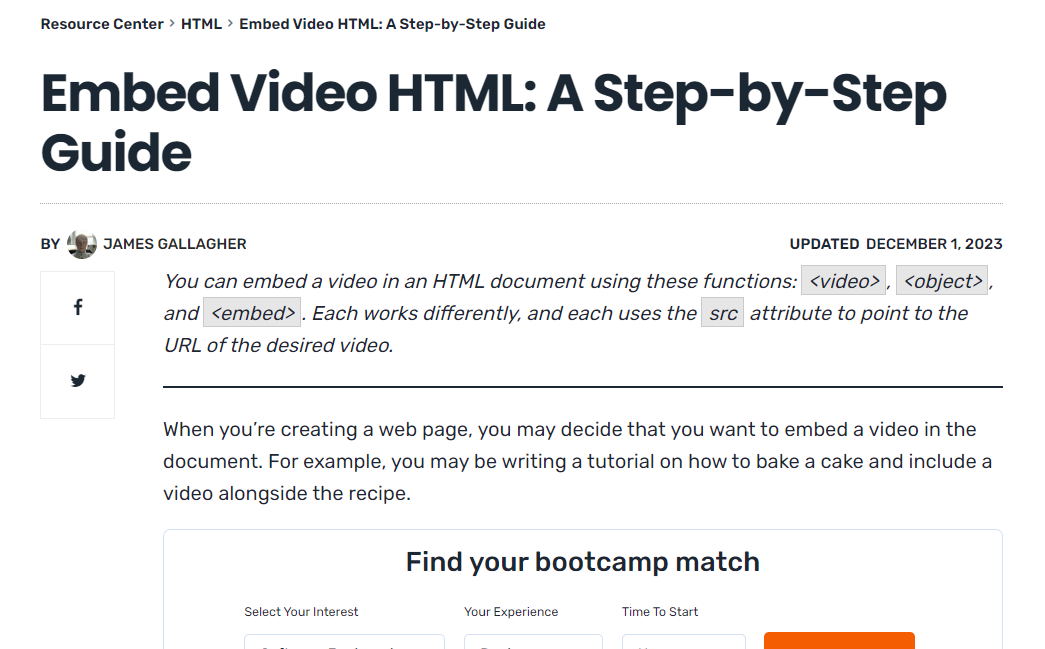 Resource Center > HTML > Embed Video HTML: A Step-by-Step Guide
Embed Video HTML: A Step-by-Step
Guide
BY JAMES GALLAGHER UPDATED DECEMBER 1, 2023
You can embed a video in an HTML document using these functions: <video>, <object>,
and <embed>. Each works differently, and each uses the src attribute to point to the
URL of the desired video.
When you’re creating a web page, you may decide that you want to embed a video in the
document. For example, you may be writing a tutorial on how to bake a cake and include a
video alongside the recipe.
Find your bootcamp match
Select Your Interest Your Experience Time To Start